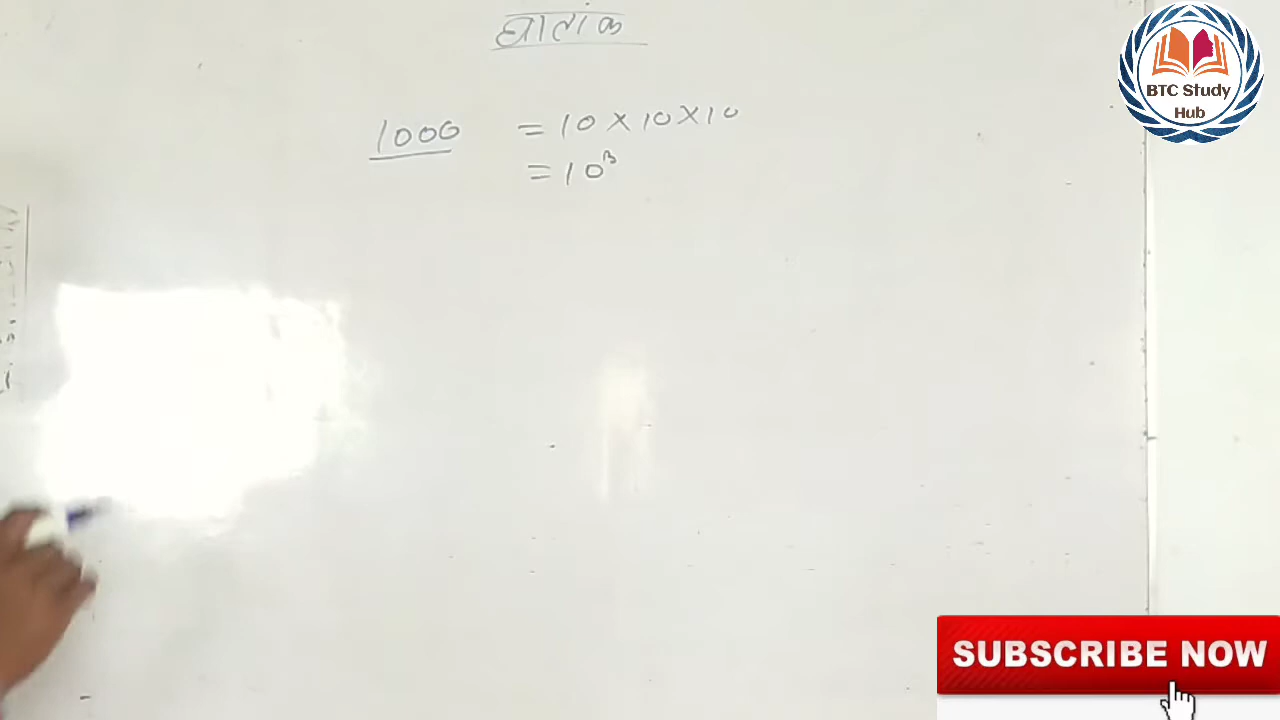 घातांक
1000 = 10 × 10 × 10
= 10³
BTC Study
Hub
SUBSCRIBE NOW